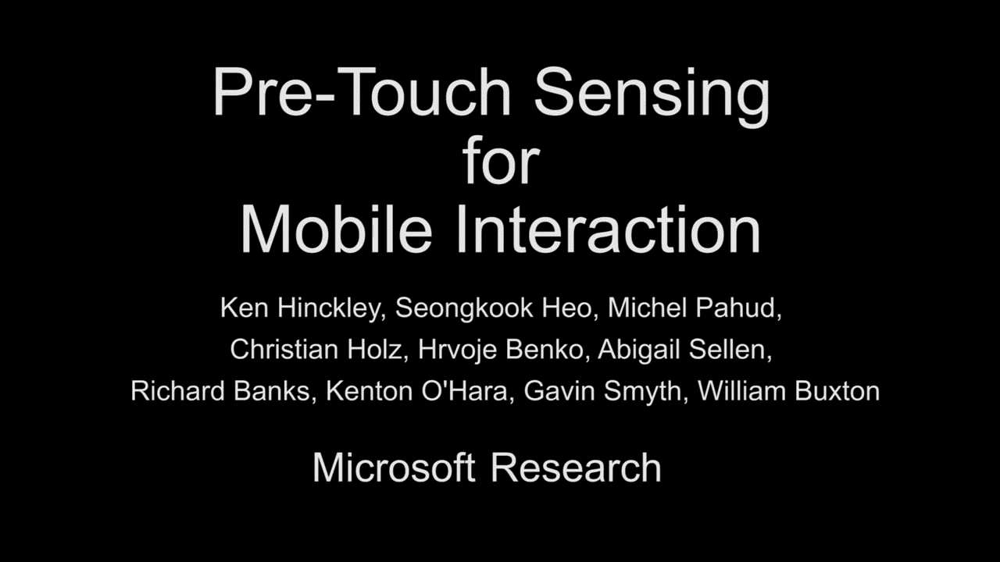 Pre-Touch Sensing
for
Mobile Interaction
Ken Hinckley, Seongkook Heo, Michel Pahud,
Christian Holz, Hrvoje Benko, Abigail Sellen,
Richard Banks, Kenton O'Hara, Gavin Smyth, William Buxton
Microsoft Research